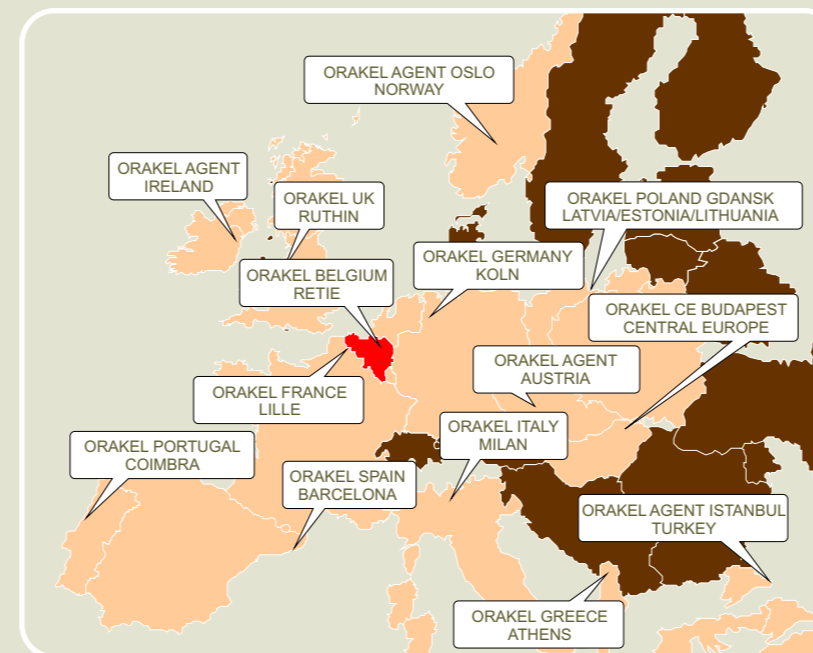 ORAKEL AGENT OSLO
NORWAY
ORAKEL AGENT
IRELAND
ORAKEL UK
RUTHIN
ORAKEL POLAND GDANSK
LATVIA/ESTONIA/LITHUANIA
ORAKEL GERMANY
KOLN
ORAKEL BELGIUM
RETIE
ORAKEL CE BUDAPEST
CENTRAL EUROPE
ORAKEL AGENT
AUSTRIA
ORAKEL FRANCE
LILLE
ORAKEL ITALY
MILAN
ORAKEL PORTUGAL
COIMBRA
ORAKEL SPAIN
BARCELONA
ORAKEL AGENT ISTANBUL
TURKEY
ORAKEL GREECE
ATHENS